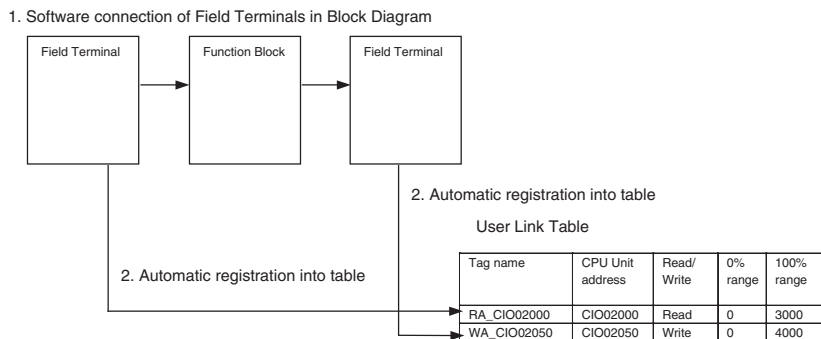 1. Software connection of Field Terminals in Block Diagram
Field Terminal
Function Block
Field Terminal
2. Automatic registration into table
User Link Table
2. Automatic registration into table
Tag name CPU Unit address Read/ Write 0% range 100% range
RA_CIO02000 CIO02000 Read 0 3000
WA_CIO02050 CIO02050 Write 0 4000